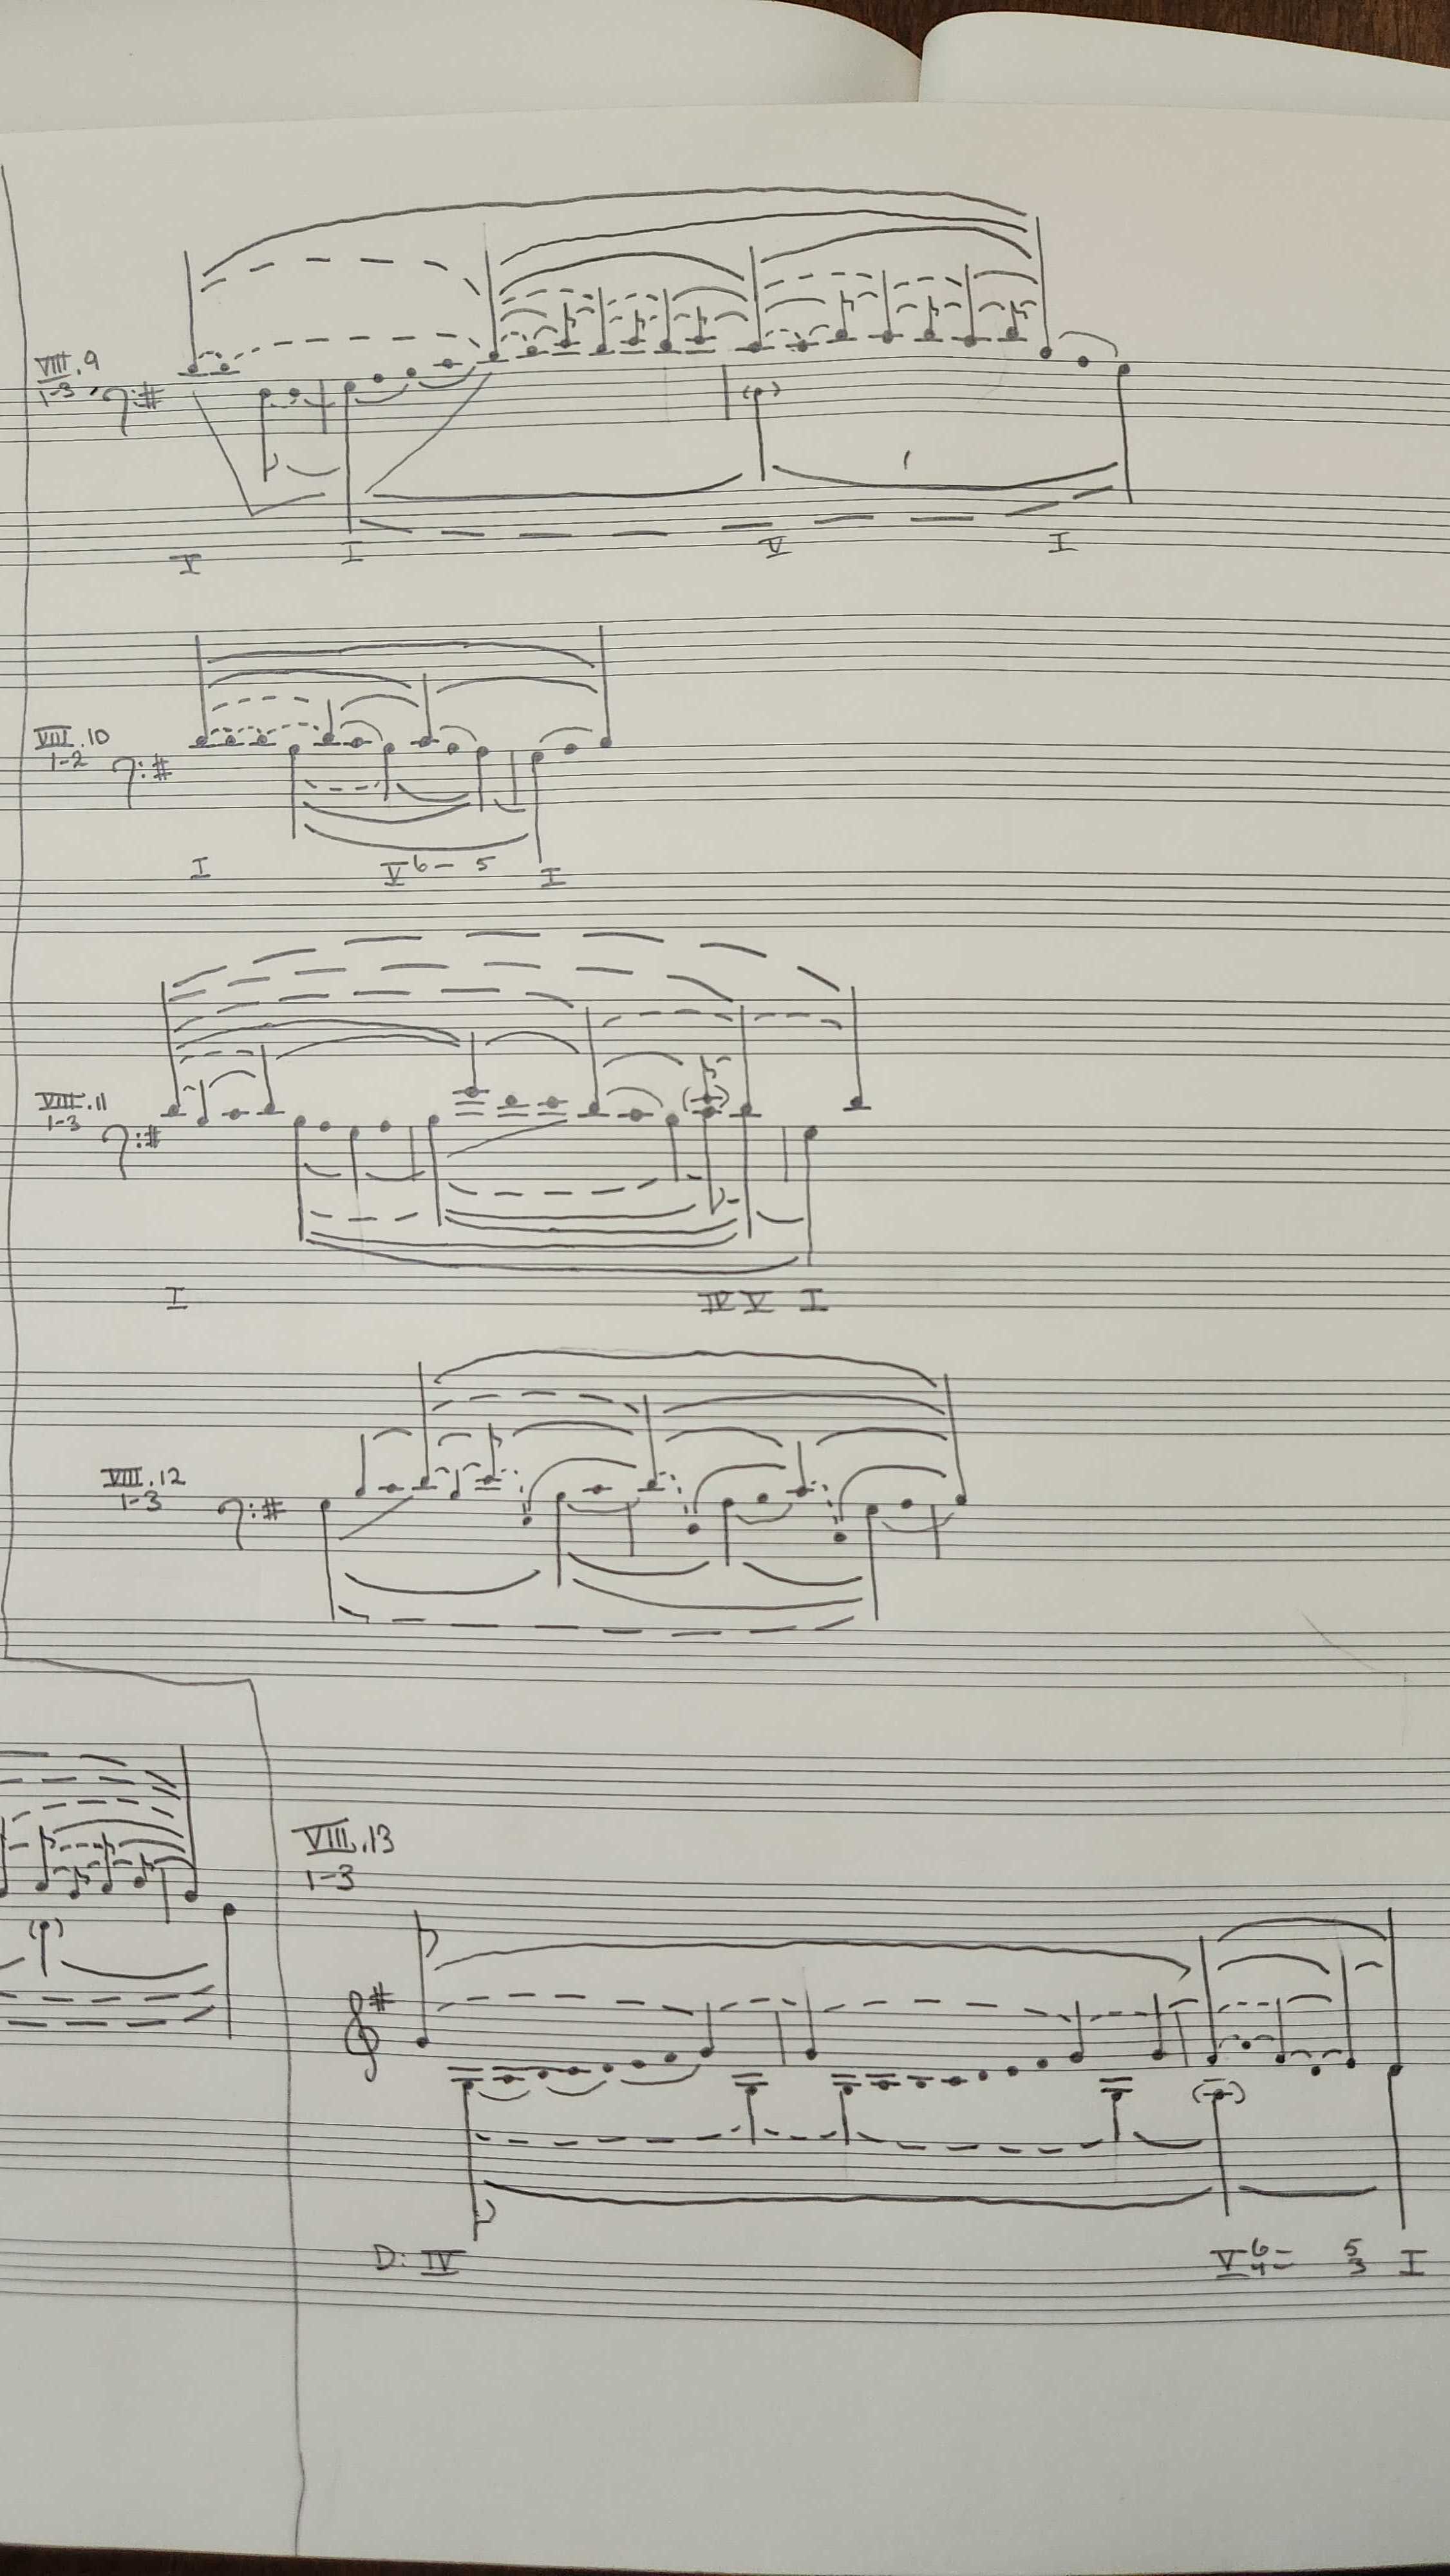 VIII.9
1-3
V I V I
VIII.10
1-2
I V 6- 5 I
VIII.11
1-3
I IV V I
VIII.12
1-3
VIII.13
1-3
D: IV V 6- 5 I
4= 3